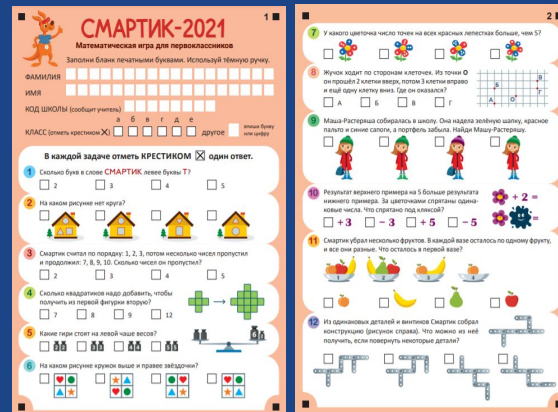 1
СМАРТИК-2021
Математическая игра для первоклассников
Заполни бланк печатными буквами. Используй тёмную ручку.
ФАМИЛИЯ
ИМЯ
КОД ШКОЛЫ (сообщит учитель)
а б в г д е
КЛАСС (отметь крестиком X) другое впиши букву или цифру
В каждой задаче отметь КРЕСТИКОМ X один ответ.
1 Сколько букв в слове СМАРТИК левее буквы Т?
2 3 4 5
2 На каком рисунке нет круга?
3 Смартик считал по порядку: 1, 2, 3, потом несколько чисел пропустил
и продолжил: 7, 8, 9, 10. Сколько чисел он пропустил?
2 3 4 5
4 Сколько квадратиков надо добавить, чтобы
получить из первой фигурки вторую?
7 8 9 12
5 Какие гири стоят на левой чаше весов?
6 На каком рисунке кружок выше и правее звёздочки?
2
7 У какого цветочка число точек на всех красных лепестках больше, чем 5?
8 Жучок ходит по сторонам клеточек. Из точки О
он прошёл 2 клетки вверх, потом 3 клетки вправо
и ещё одну клетку вниз. Где он оказался?
А Б В Г
9 Маша-Растеряша собиралась в школу. Она надела зелёную шапку, красное
пальто и синие сапоги, а портфель забыла. Найди Машу-Растеряшу.
10 Результат верхнего примера на 5 больше результата
нижнего примера. За цветочками спрятаны одина-
ковые числа. Что спрятано под кляксой?
+ 3 − 3 + 5 − 5
+ 2 =
=
11 Смартик убрал несколько фруктов. В каждой вазе осталось по одному фрукту,
и все они разные. Что осталось в первой вазе?
1 2 3 4
12 Из одинаковых деталей и винтиков Смартик собрал
конструкцию (рисунок справа). Что можно из неё
получить, если повернуть некоторые детали?